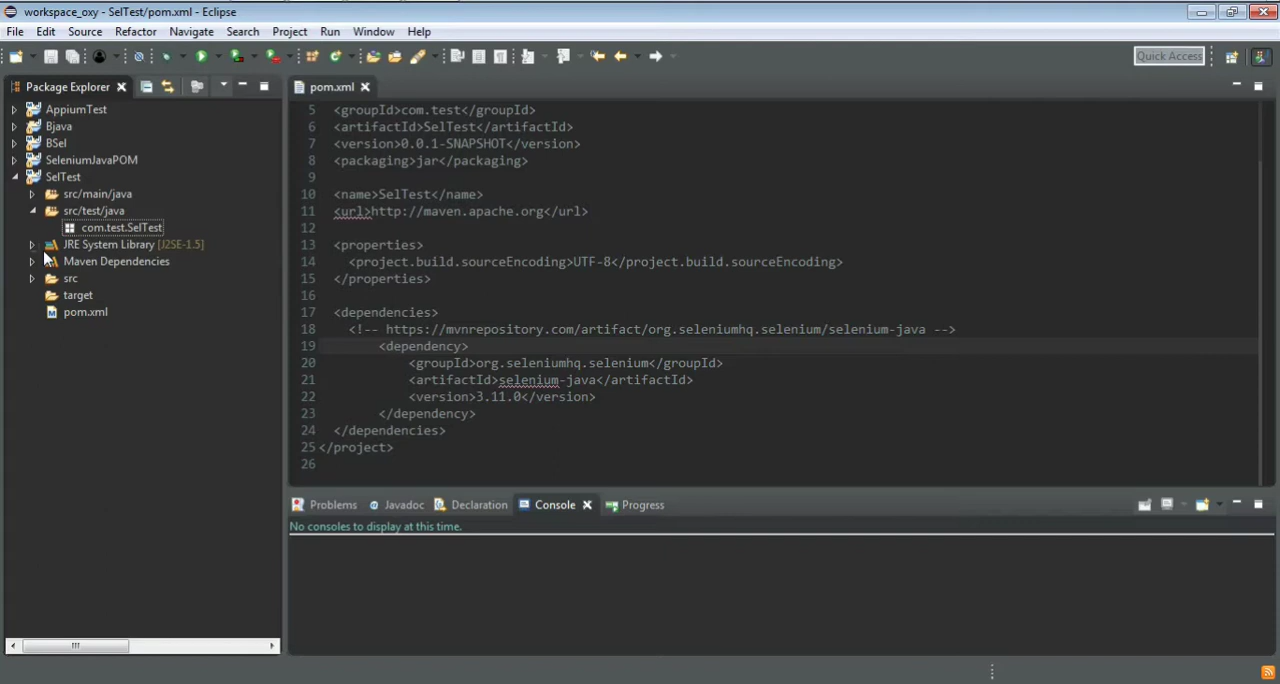 workspace_oxy - SelTest/pom.xml - Eclipse
File Edit Source Refactor Navigate Search Project Run Window Help
Quick Access
Package Explorer
AppiumTest
Bjava
BSel
SeleniumJavaPOM
SelTest
src/main/java
src/test/java
com.test.SelTest
JRE System Library [J2SE-1.5]
Maven Dependencies
src
target
pom.xml
pom.xml
5 <groupId>com.test</groupId>
6 <artifactId>SelTest</artifactId>
7 <version>0.0.1-SNAPSHOT</version>
8 <packaging>jar</packaging>
9
10 <name>SelTest</name>
11 <url>http://maven.apache.org</url>
12
13 <properties>
14 <project.build.sourceEncoding>UTF-8</project.build.sourceEncoding>
15 </properties>
16
17 <dependencies>
18 <!-- https://mvnrepository.com/artifact/org.seleniumhq.selenium/selenium-java -->
19 <dependency>
20 <groupId>org.seleniumhq.selenium</groupId>
21 <artifactId>selenium-java</artifactId>
22 <version>3.11.0</version>
23 </dependency>
24 </dependencies>
25 </project>
26
Problems Javadoc Declaration Console Progress
No consoles to display at this time.